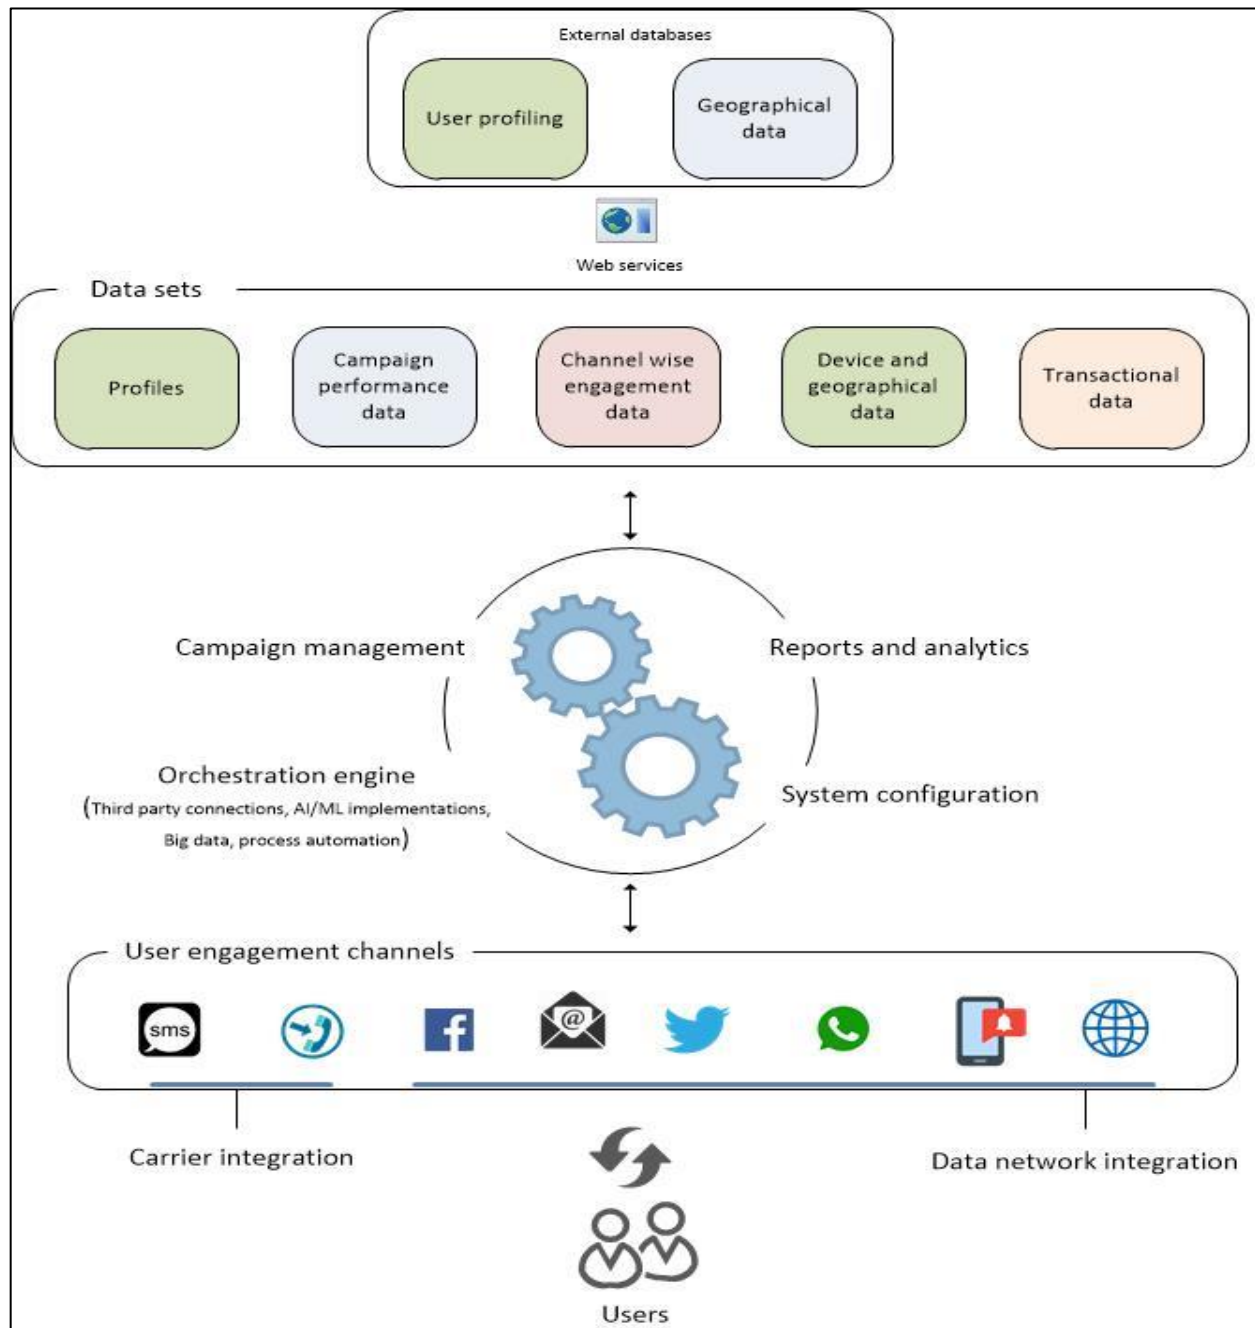 External databases
User profiling
Geographical
data
Web services
Data sets
Profiles
Campaign
performance
data
Channel wise
engagement
data
Device and
geographical
data
Transactional
data
Campaign management
Reports and analytics
Orchestration engine
(Third party connections, AI/ML implementations,
Big data, process automation)
System configuration
User engagement channels
sms
f
@
Carrier integration
Data network integration
Users